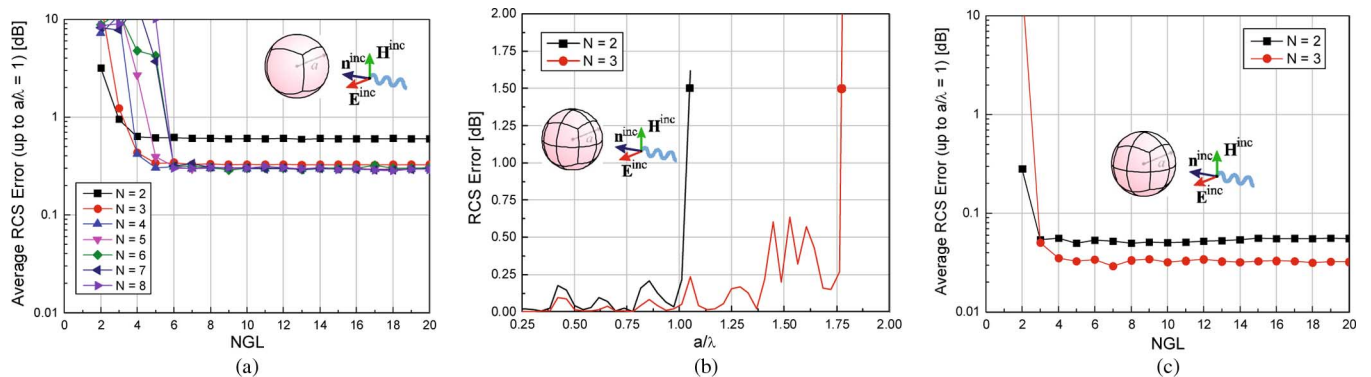 Average RCS Error (up to a/λ = 1) [dB]
10
1
0.1
0.01
0 2 4 6 8 10 12 14 16 18 20
NGL
N = 2
N = 3
N = 4
N = 5
N = 6
N = 7
N = 8
a
H^inc
n^inc
E^inc
(a)
RCS Error [dB]
2.00
1.75
1.50
1.25
1.00
0.75
0.50
0.25
0.00
0.25 0.50 0.75 1.00 1.25 1.50 1.75 2.00
a/λ
N = 2
N = 3
a
H^inc
n^inc
E^inc
(b)
Average RCS Error (up to a/λ = 1) [dB]
10
1
0.1
0.01
0 2 4 6 8 10 12 14 16 18 20
NGL
N = 2
N = 3
a
H^inc
n^inc
E^inc
(c)